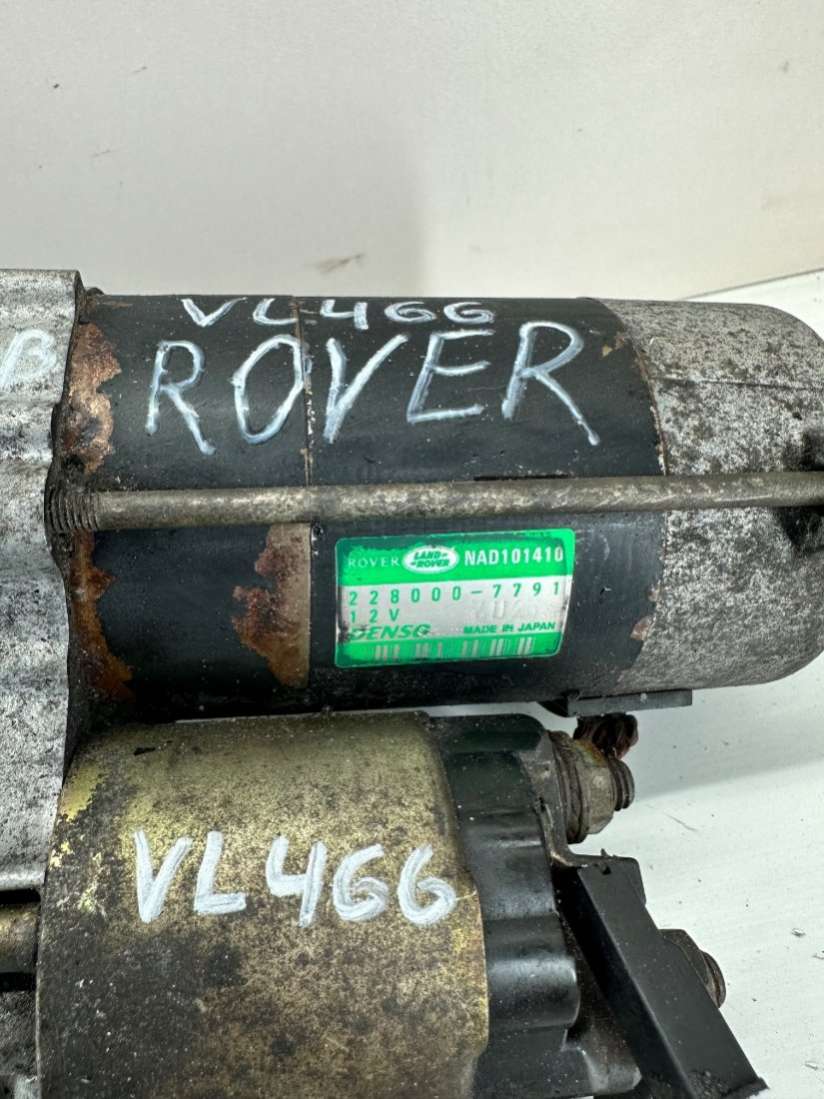 VL466
ROVER
B
ROVER LAND ROVER NAD101410
228000-7791
12V
DENSO MADE IN JAPAN
VL466